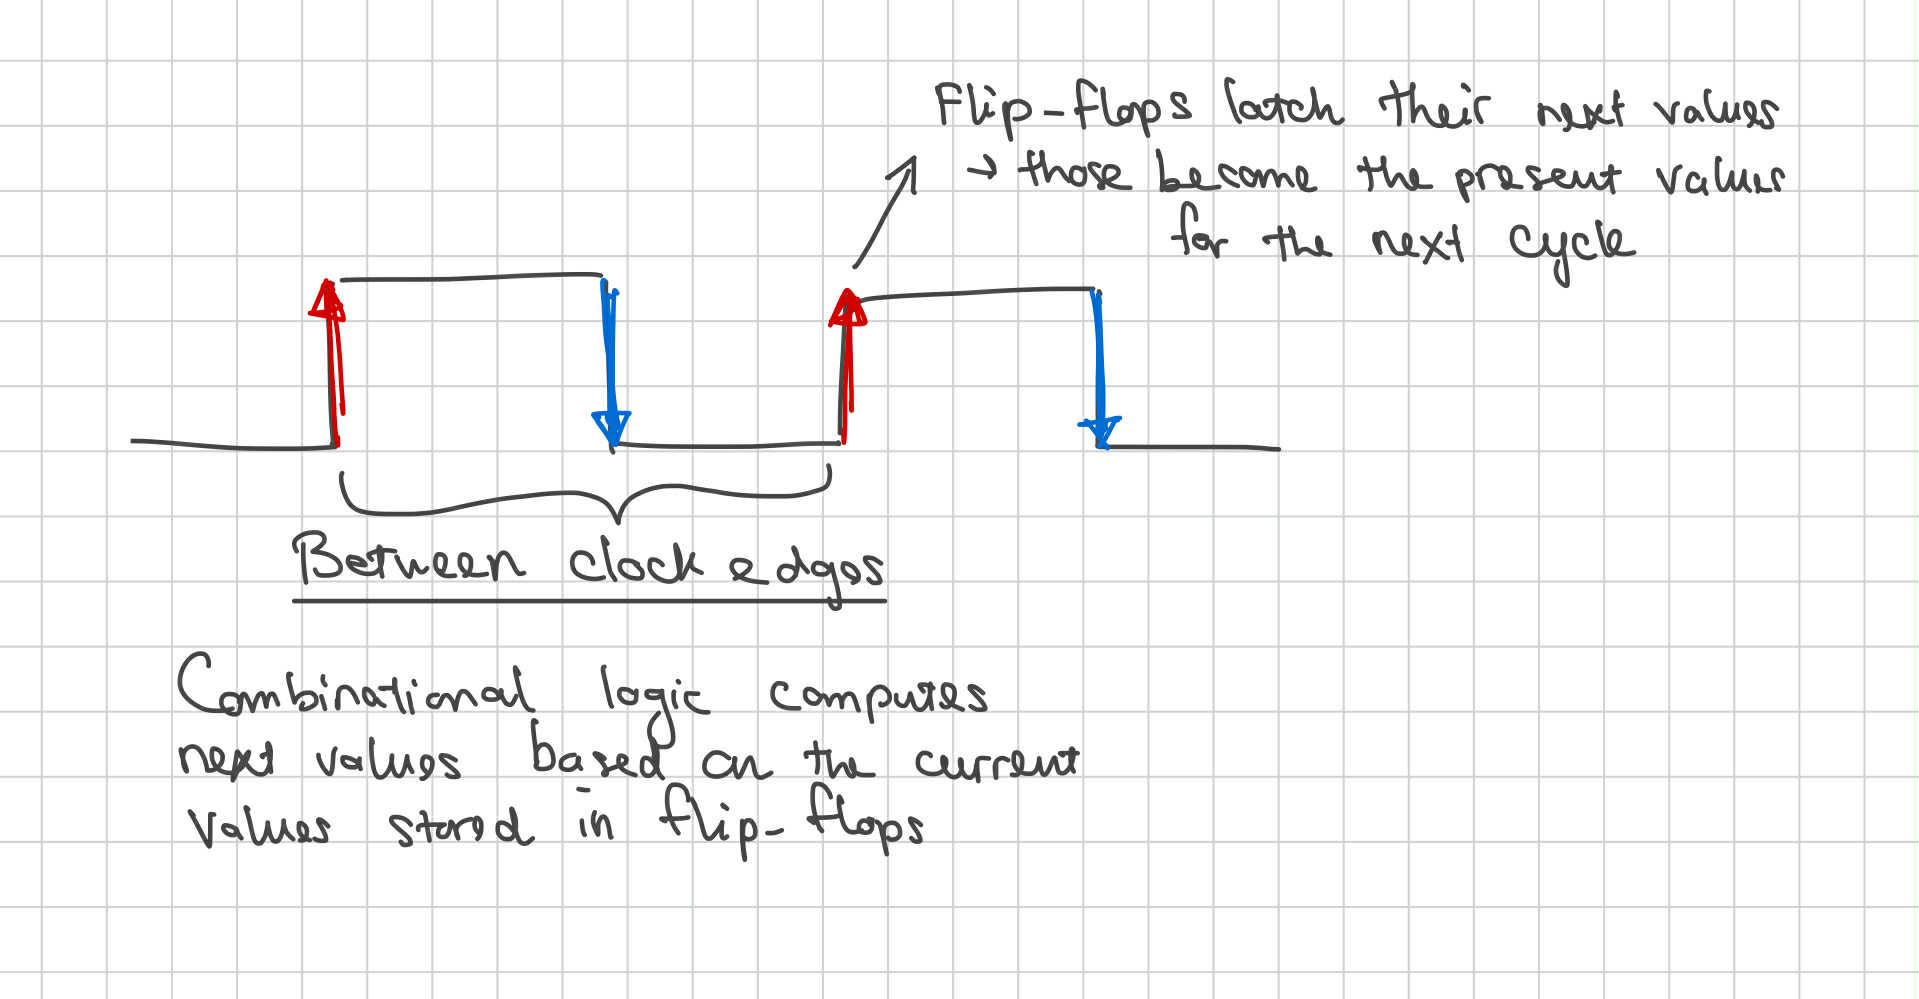 Flip-flops latch their next values
→ those become the present values
for the next cycle
Between clock edges
Combinational logic computes
next values based on the current
values stored in flip-flops